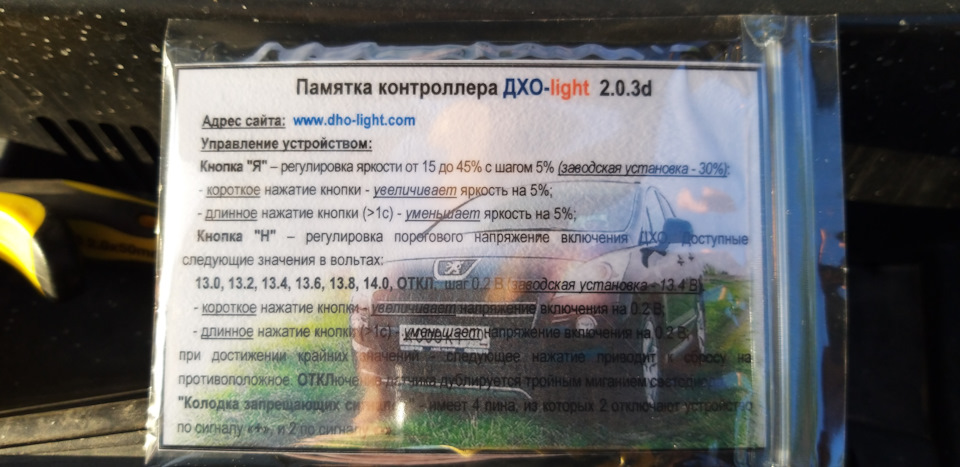 Памятка контроллера ДХО-light 2.0.3d
Адрес сайта: www.dho-light.com
Управление устройством:
Кнопка "Я" – регулировка яркости от 15 до 45% с шагом 5% (заводская установка - 30%):
- короткое нажатие кнопки - увеличивает яркость на 5%;
- длинное нажатие кнопки (>1с) - уменьшает яркость на 5%;
Кнопка "Н" – регулировка порогового напряжение включения ДХО. Доступные
следующие значения в вольтах:
13.0, 13.2, 13.4, 13.6, 13.8, 14.0, ОТКЛ, шаг 0.2 В (заводская установка - 13.4 В)
- короткое нажатие кнопки - увеличивает напряжение включения на 0.2 В;
- длинное нажатие кнопки (>1с) - уменьшает напряжение включения на 0.2 В,
при достижении крайних значений - следующее нажатие приводит к сбросу на
противоположное. ОТКЛючение датчика дублируется тройным миганием
"Колодка запрещающих - имеет 4 пина, из которых 2 отключают устройство
по сигналу «+», и 2 по